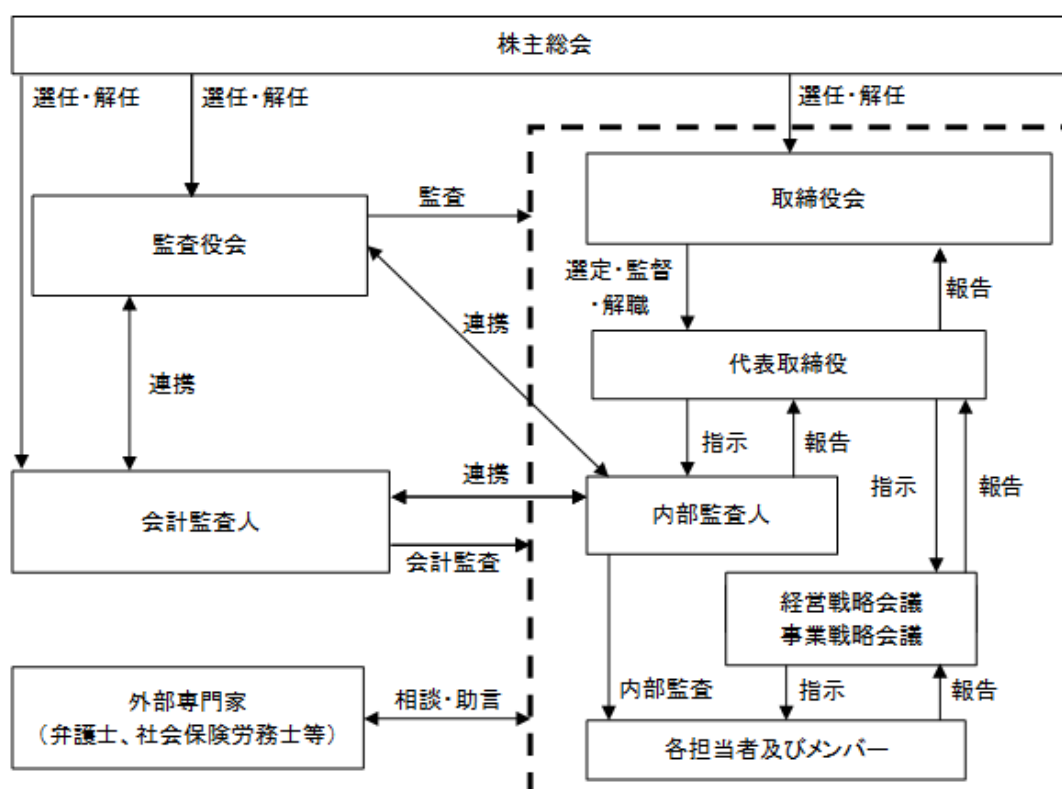 株主総会
選任・解任
選任・解任
選任・解任
監査
取締役会
監査役会
選定・監督
・解職
報告
連携
代表取締役
連携
指示
報告
連携
指示
報告
会計監査人
内部監査人
会計監査
経営戦略会議
事業戦略会議
外部専門家
（弁護士、社会保険労務士等）
相談・助言
内部監査
指示
報告
各担当者及びメンバー